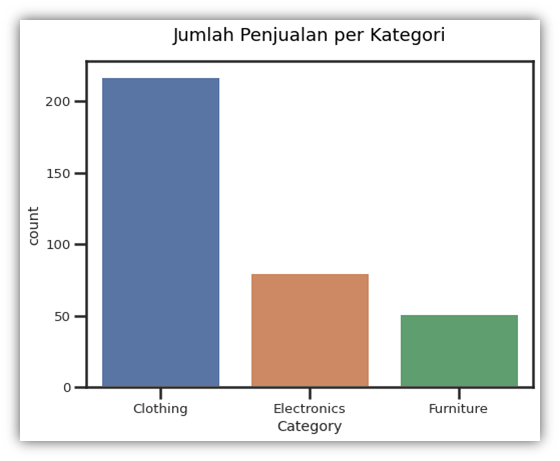 Jumlah Penjualan per Kategori
200
150
100
50
0
count
Clothing Electronics Furniture
Category